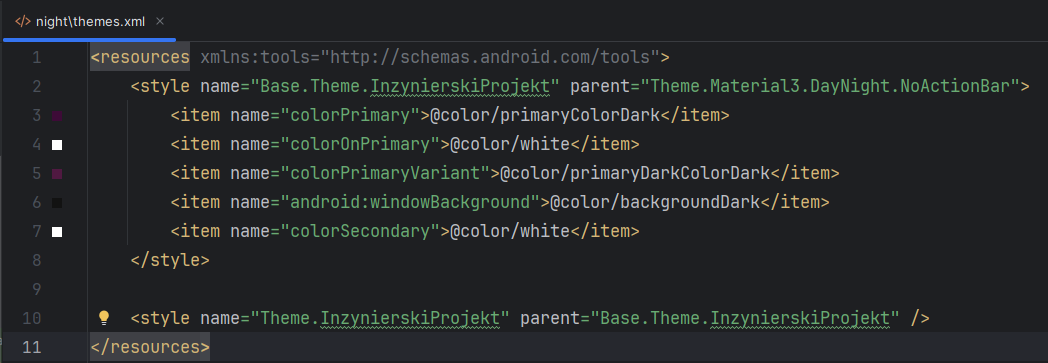 </> night\themes.xml ×
1 <resources xmlns:tools="http://schemas.android.com/tools">
2 <style name="Base.Theme.InzynierskiProjekt" parent="Theme.Material3.DayNight.NoActionBar">
3 <item name="colorPrimary">@color/primaryColorDark</item>
4 <item name="colorOnPrimary">@color/white</item>
5 <item name="colorPrimaryVariant">@color/primaryDarkColorDark</item>
6 <item name="android:windowBackground">@color/backgroundDark</item>
7 <item name="colorSecondary">@color/white</item>
8 </style>
9
10 <style name="Theme.InzynierskiProjekt" parent="Base.Theme.InzynierskiProjekt" />
11 </resources>